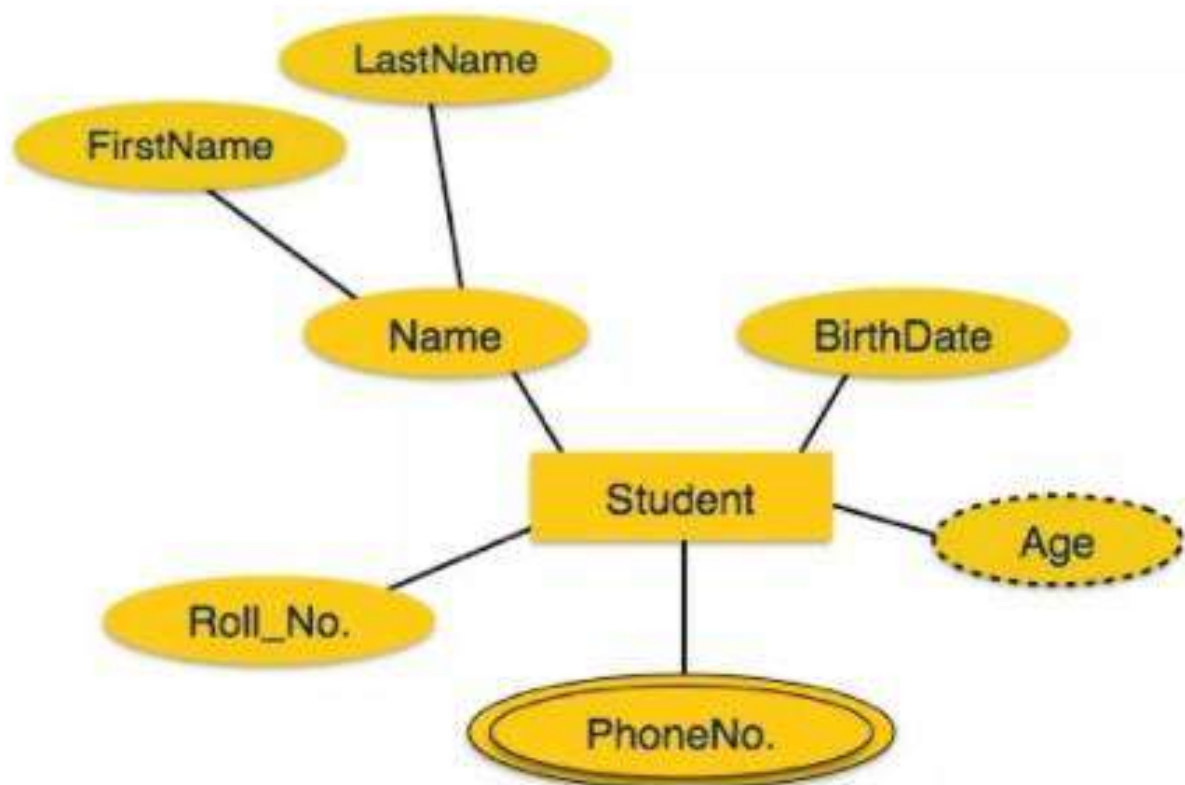 LastName
FirstName
Name
BirthDate
Student
Age
Roll_No.
PhoneNo.